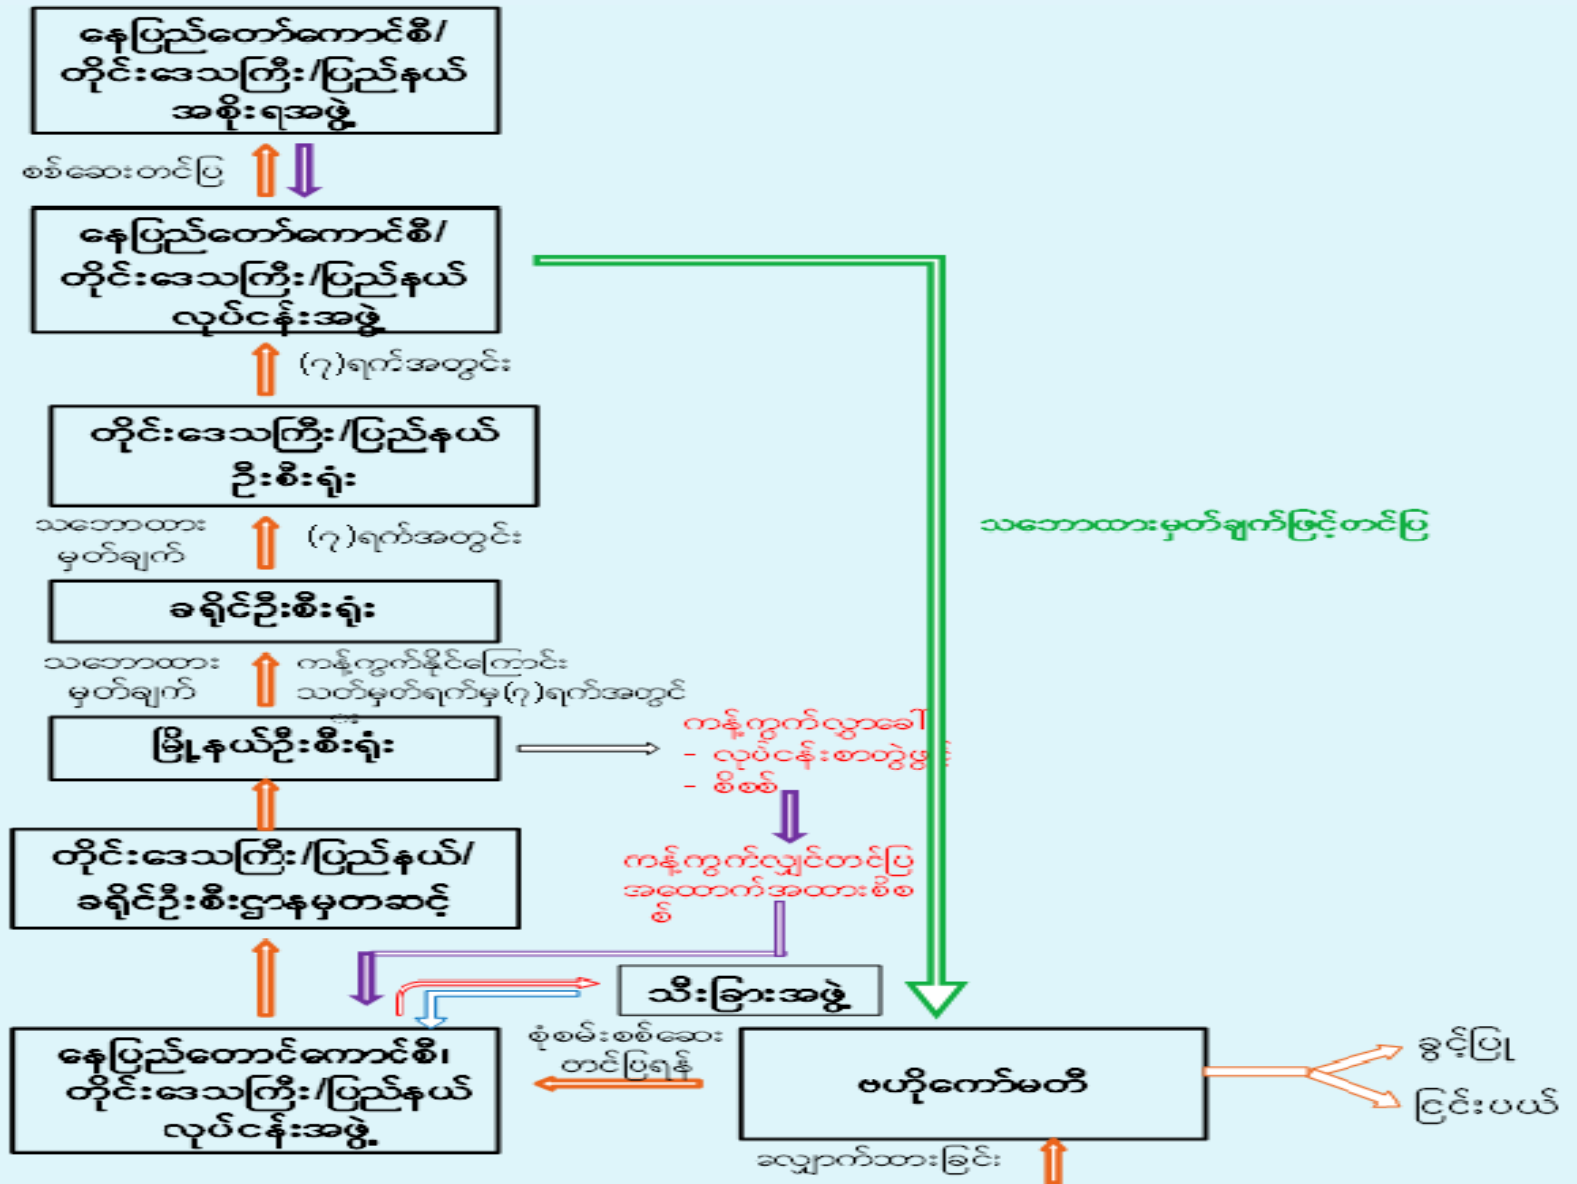 နေပြည်တော်ကောင်စီ/
တိုင်းဒေသကြီး/ပြည်နယ်
အစိုးရအဖွဲ့
စစ်ဆေးတင်ပြ
နေပြည်တော်ကောင်စီ/
တိုင်းဒေသကြီး/ပြည်နယ်
လုပ်ငန်းအဖွဲ့
(၇)ရက်အတွင်း
တိုင်းဒေသကြီး/ပြည်နယ်
ဦးစီးရုံး
သဘောထား
မှတ်ချက်
(၇)ရက်အတွင်း
သဘောထားမှတ်ချက်ဖြင့်တင်ပြ
ခရိုင်ဦးစီးရုံး
သဘောထား
မှတ်ချက်
ကန့်ကွက်နိုင်ကြောင်း
သတ်မှတ်ရက်မှ(၇)ရက်အတွင်
း
မြို့နယ်ဦးစီးရုံး
ကန့်ကွက်လွှာခေါ်
- လုပ်ငန်းစာတွဲဖွင့်
- စိစစ်
တိုင်းဒေသကြီး/ပြည်နယ်/
ခရိုင်ဦးစီးဌာနမှတဆင့်
ကန့်ကွက်လျှင်တင်ပြ
အထောက်အထားစိစ
စ်
သီးခြားအဖွဲ့
နေပြည်တောင်ကောင်စီ၊
တိုင်းဒေသကြီး/ပြည်နယ်
လုပ်ငန်းအဖွဲ့
စုံစမ်းစစ်ဆေး
တင်ပြရန်
ဗဟိုကော်မတီ
ခွင့်ပြု
ငြင်းပယ်
လျှောက်ထားခြင်း